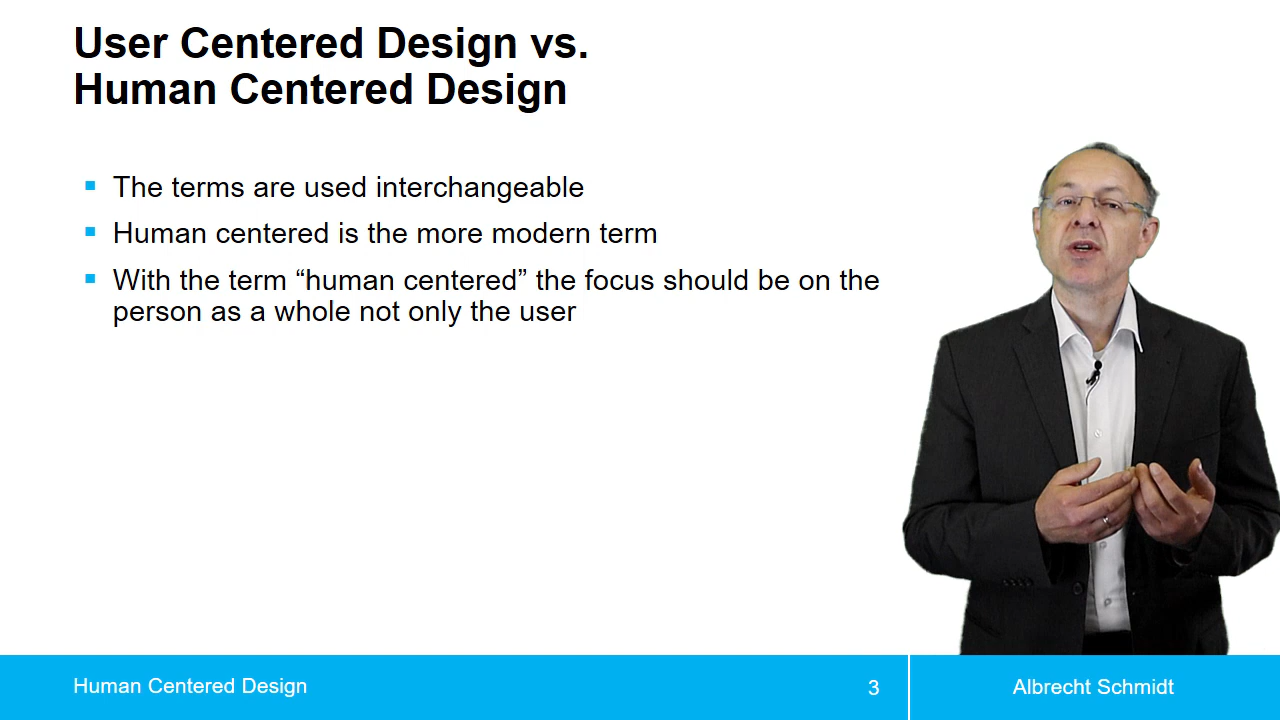 User Centered Design vs.
Human Centered Design
The terms are used interchangeable
Human centered is the more modern term
With the term “human centered” the focus should be on the
person as a whole not only the user
Human Centered Design
3
Albrecht Schmidt